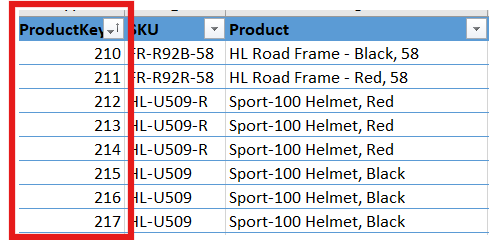 ProductKey SKU Product
210 FR-R92B-58 HL Road Frame - Black, 58
211 FR-R92R-58 HL Road Frame - Red, 58
212 HL-U509-R Sport-100 Helmet, Red
213 HL-U509-R Sport-100 Helmet, Red
214 HL-U509-R Sport-100 Helmet, Red
215 HL-U509 Sport-100 Helmet, Black
216 HL-U509 Sport-100 Helmet, Black
217 HL-U509 Sport-100 Helmet, Black